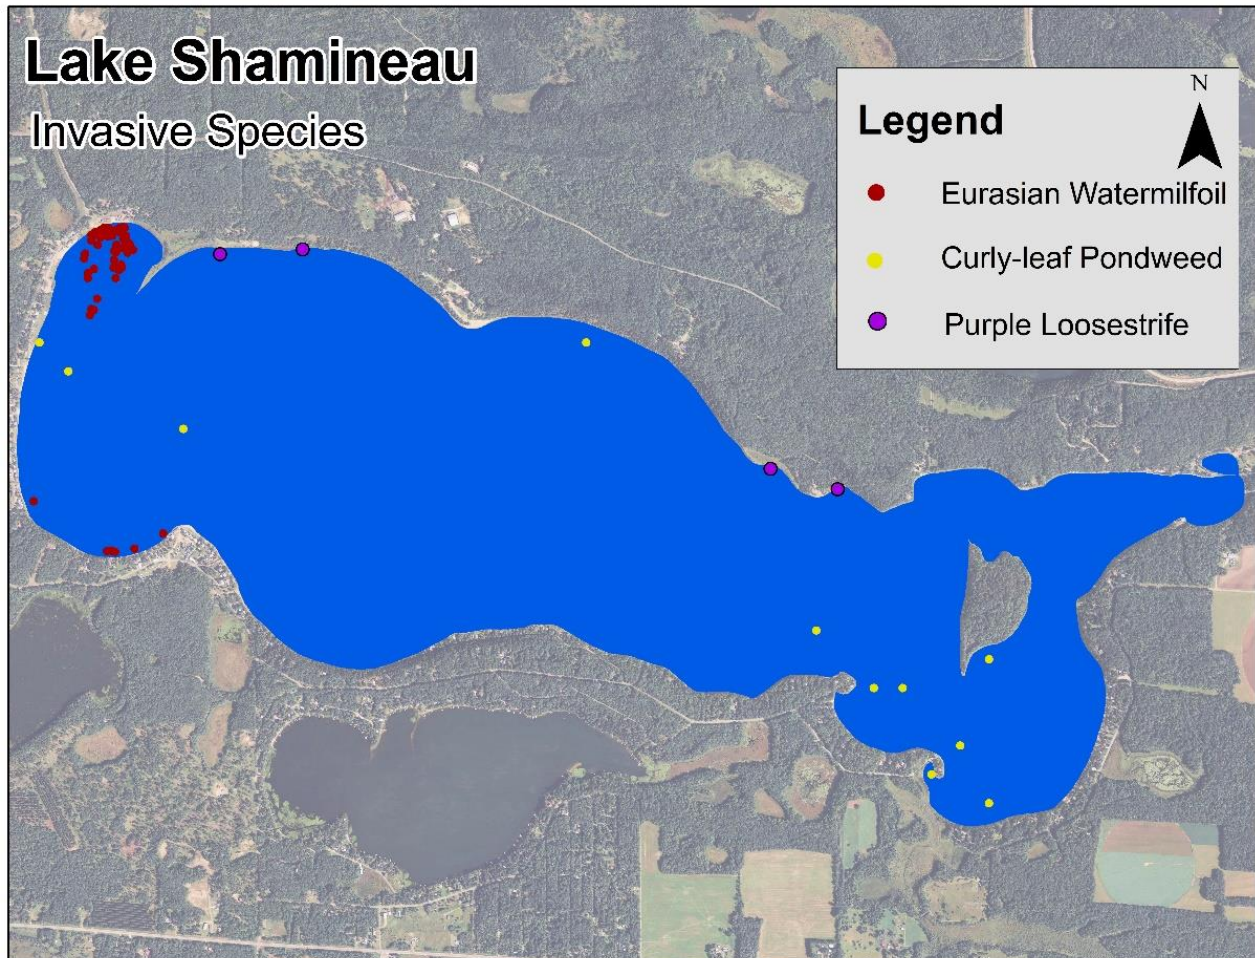 Lake Shamineau
Invasive Species
N
Legend
Eurasian Watermilfoil
Curly-leaf Pondweed
Purple Loosestrife